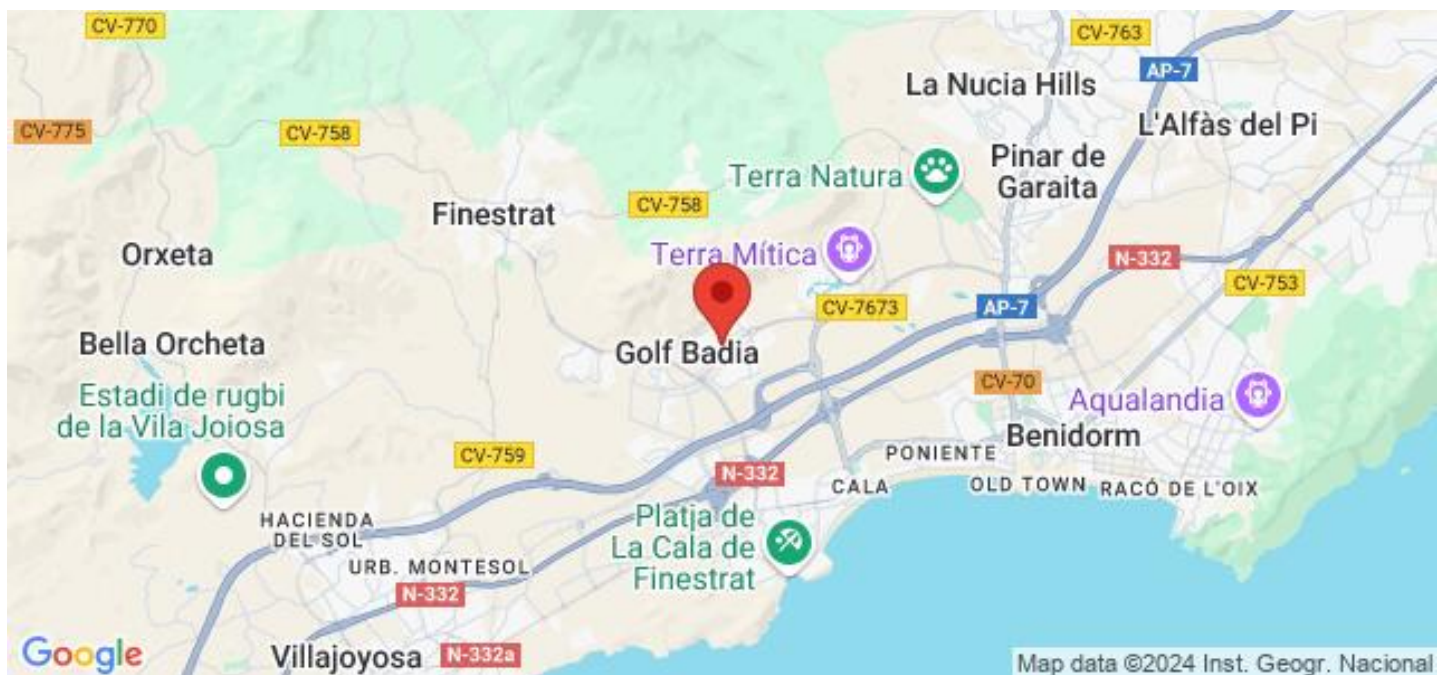 CV-770
CV-763
AP-7
La Nucia Hills
CV-775
CV-758
L'Alfàs del Pi
Terra Natura
Pinar de
Garaita
Finestrat
CV-758
Orxeta
Terra Mítica
N-332
CV-753
CV-7673
AP-7
Bella Orcheta
Golf Badia
Estadi de rugbi
de la Vila Joiosa
CV-70
Aqualandia
Benidorm
CV-759
PONIENTE
N-332
CALA
OLD TOWN
RACÓ DE L'OIX
HACIENDA
DEL SOL
Platja de
La Cala de
Finestrat
URB. MONTESOL
N-332
Villajoyosa
N-332a
Google
Map data ©2024 Inst. Geogr. Nacional